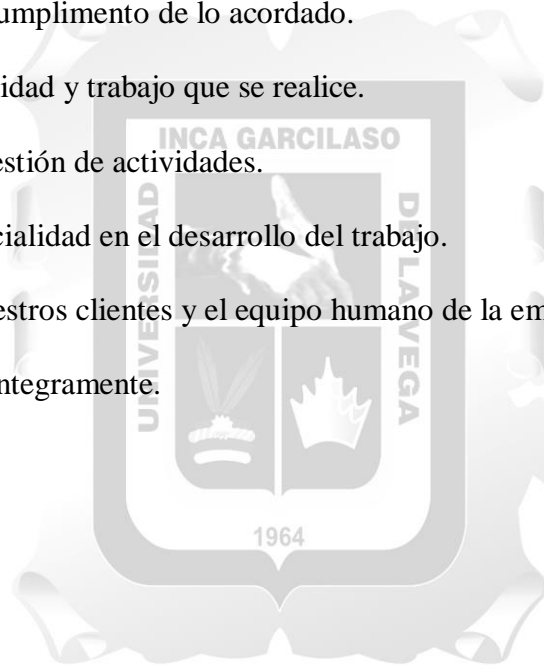 umplimento de lo acordado.
idad y trabajo que se realice.
INCA GARCILASO
estión de actividades.
UNIVERSIDAD
DE LA VEGA
cialidad en el desarrollo del trabajo.
estros clientes y el equipo humano de la em
ntegramente.
1964